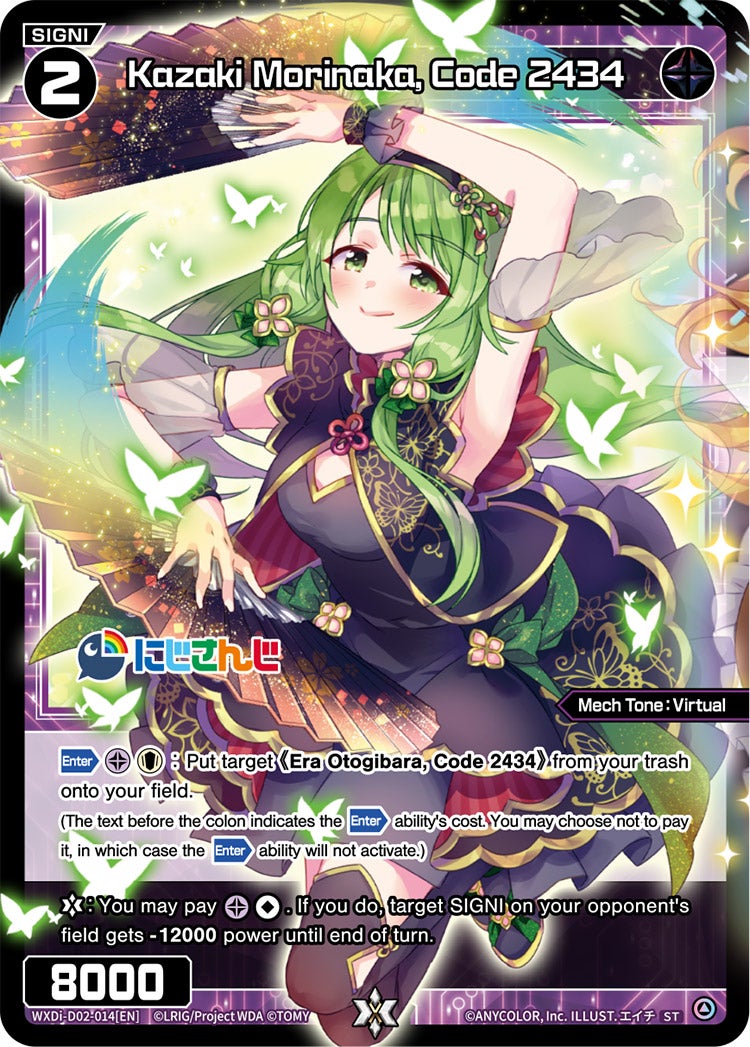 SIGNI
2
Kazaki Morinaka, Code 2434
にじさんじ
Mech Tone：Virtual
Enter : Put target《Era Otogibara, Code 2434》from your trash
onto your field.
(The text before the colon indicates the Enter ability's cost. You may choose not to pay
it, in which case the Enter ability will not activate.)
: You may pay . If you do, target SIGNI on your opponent's
field gets -12000 power until end of turn.
8000
WXDi-D02-014[EN] ©LRIG/Project WDA ©TOMY ©ANYCOLOR, Inc. ILLUST. エイチ ST